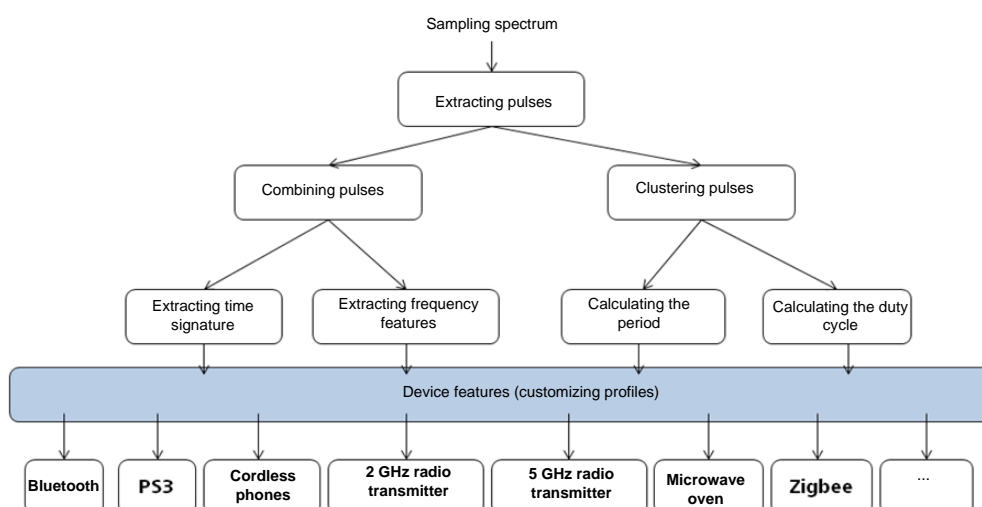 Sampling spectrum
Extracting pulses
Combining pulses
Clustering pulses
Extracting time
signature
Extracting frequency
features
Calculating the
period
Calculating the duty
cycle
Device features (customizing profiles)
Bluetooth
PS3
Cordless
phones
2 GHz radio
transmitter
5 GHz radio
transmitter
Microwave
oven
Zigbee
...